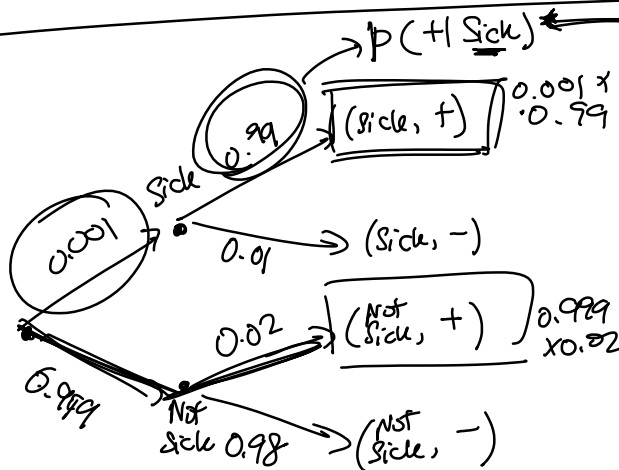 p(+| Sick)
0.001 x
0.99
(sick, +)
0.99
Sick
0.001
0.01
(Sick, -)
0.02
(Not Sick, +)
0.999
x0.02
0.999
Not
sick
0.98
(Not Sick, -)